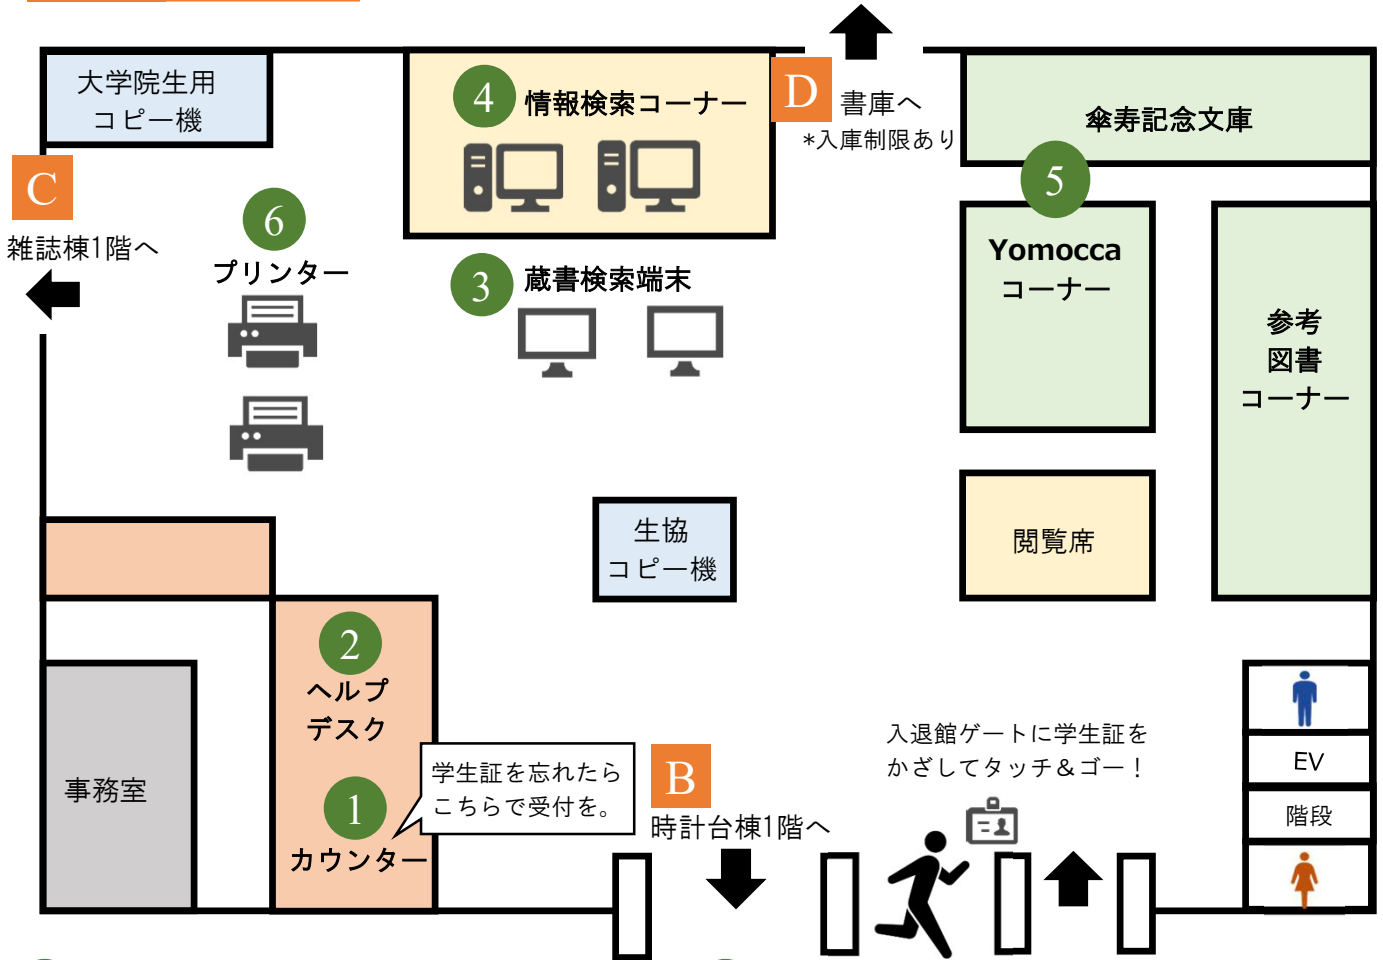 大学院生用
コピー機
4
情報検索コーナー
D
書庫へ
*入庫制限あり
傘寿記念文庫
C
雑誌棟1階へ
6
プリンター
3
蔵書検索端末
5
Yomocca
コーナー
参考
図書
コーナー
生協
コピー機
閲覧席
2
ヘルプ
デスク
事務室
1
カウンター
学生証を忘れたら
こちらで受付を。
B
時計台棟1階へ
入退館ゲートに学生証を
かざしてタッチ&ゴー！
EV
階段